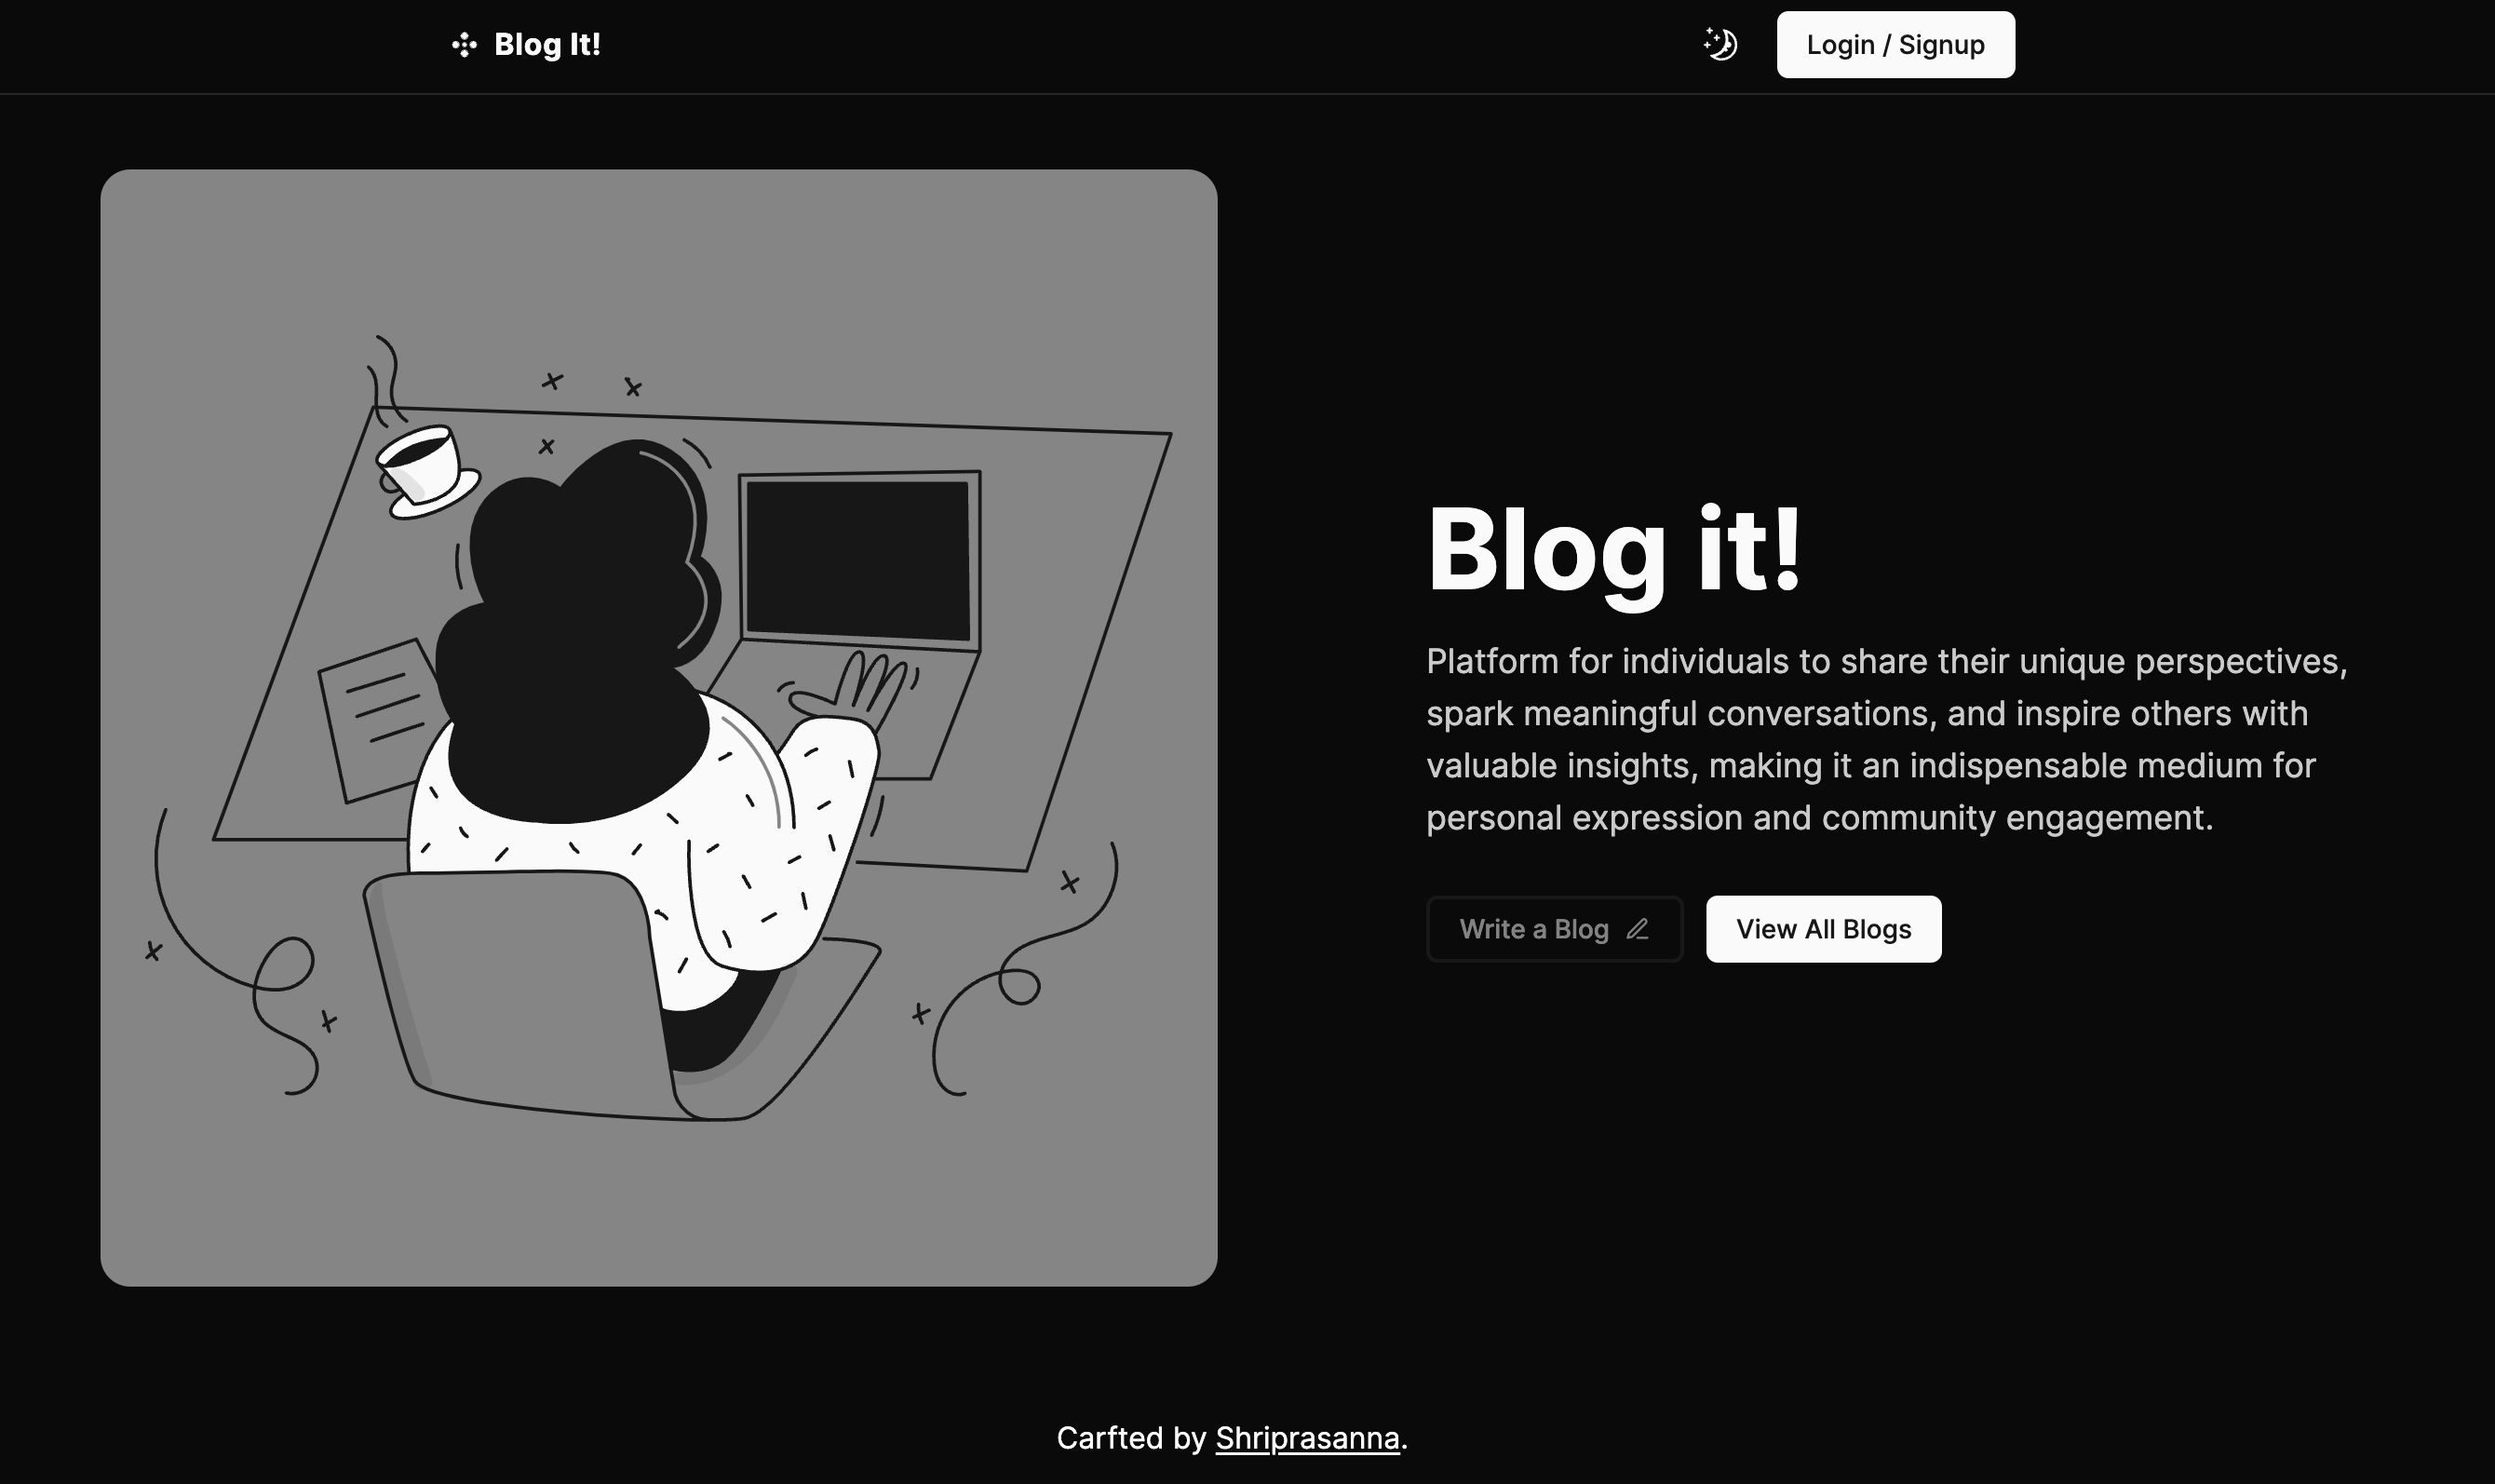 Blog It!
Login / Signup
Blog it!
Platform for individuals to share their unique perspectives,
spark meaningful conversations, and inspire others with
valuable insights, making it an indispensable medium for
personal expression and community engagement.
Write a Blog
View All Blogs
Carfted by Shriprasanna.